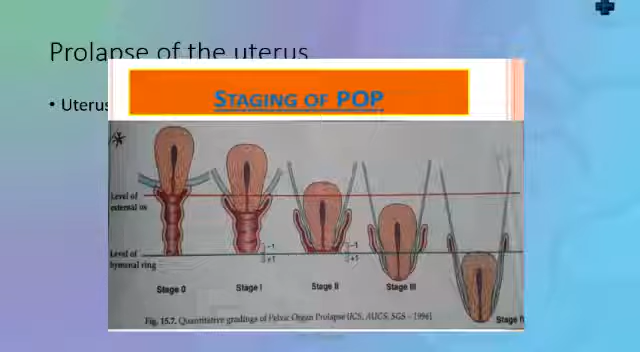 Prolapse of the uterus
• Uterus
STAGING OF POP
Level of
external os
Level of
hymenal ring
-1
+1
-1
+1
Stage 0
Stage I
Stage II
Stage III
Stage IV
Fig. 15.7. Quantitative gradings of Pelvic Organ Prolapse (ICS, AUGS, SGS – 1996)